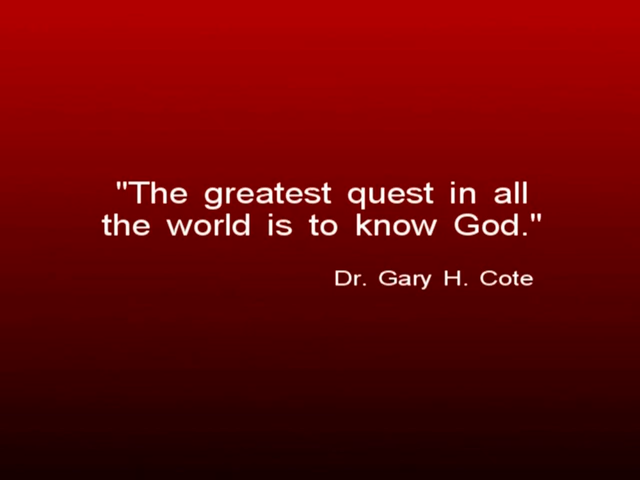 "The greatest quest in all
the world is to know God."
Dr. Gary H. Cote